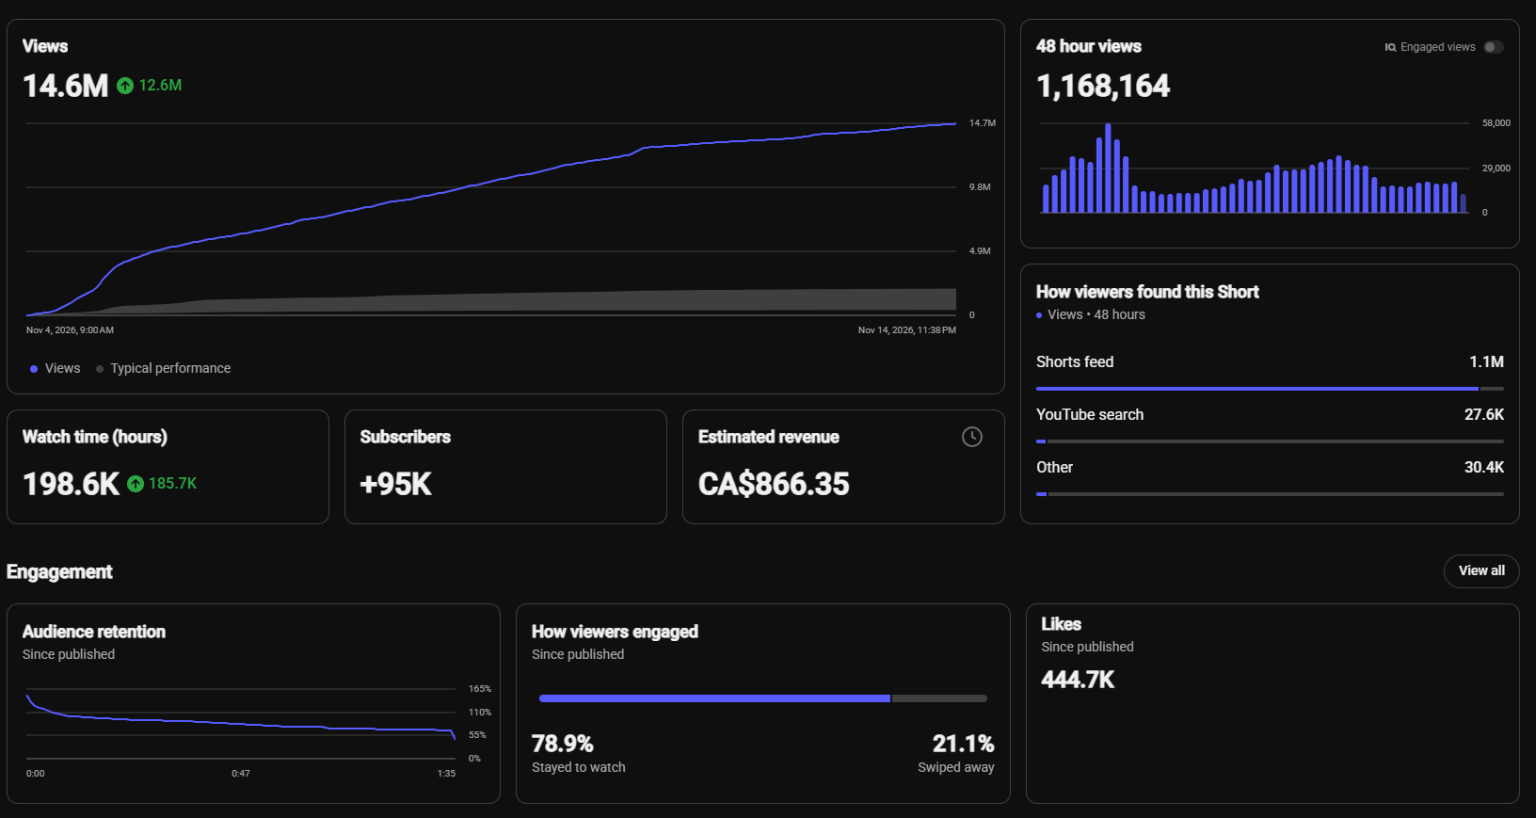 Views
14.6M 12.6M
14.7M
9.8M
4.9M
0
Nov 4, 2026, 9:00 AM Nov 14, 2026, 11:38 PM
Views Typical performance
48 hour views IQ Engaged views
1,168,164
58,000
29,000
0
How viewers found this Short
Views • 48 hours
Shorts feed 1.1M
YouTube search 27.6K
Other 30.4K
Watch time (hours)
198.6K 185.7K
Subscribers
+95K
Estimated revenue
CA$866.35
Engagement View all
Audience retention
Since published
165%
110%
55%
0%
0:00 0:47 1:35
How viewers engaged
Since published
78.9% 21.1%
Stayed to watch Swiped away
Likes
Since published
444.7K